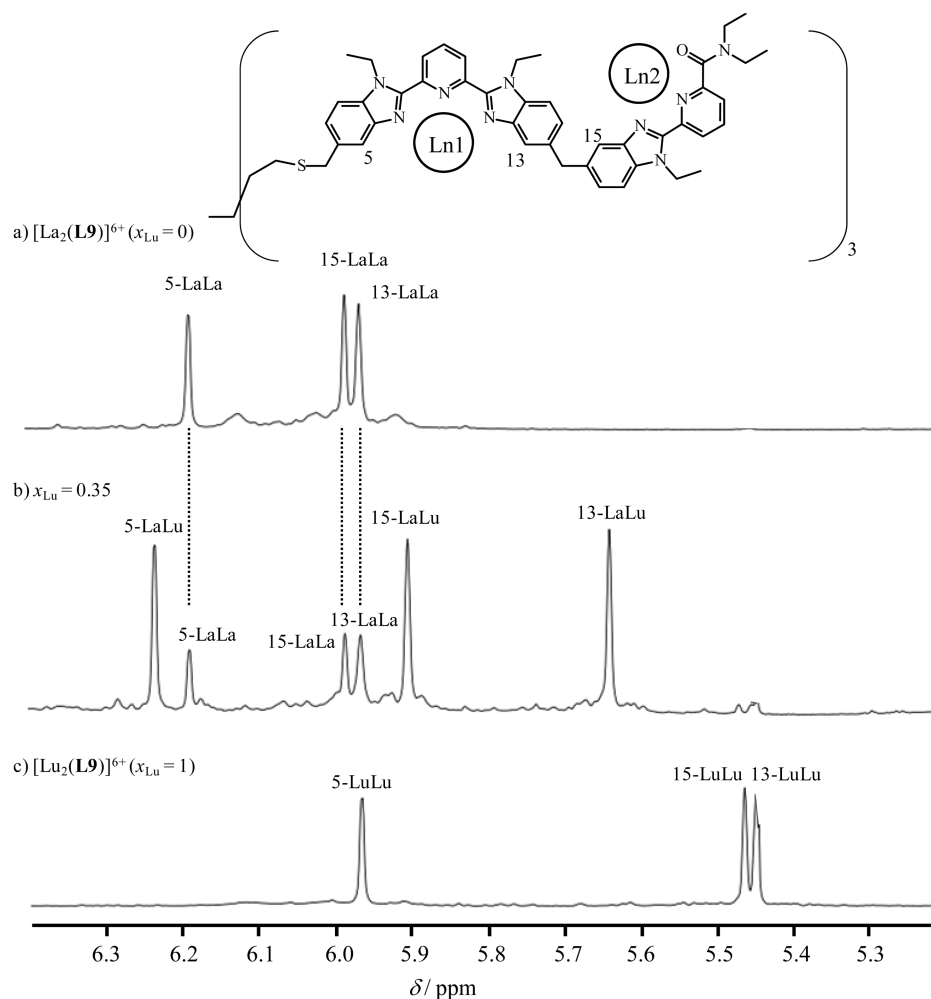 N
N
N
N
N
Ln1
5
13
S
O
N
Ln2
N
15
N
N
3
a) [La2(L9)]6+ (xLu = 0)
5-LaLa
15-LaLa
13-LaLa
b) xLu = 0.35
5-LaLu
5-LaLa
15-LaLa
13-LaLa
15-LaLu
13-LaLu
c) [Lu2(L9)]6+ (xLu = 1)
5-LuLu
15-LuLu 13-LuLu
6.3 6.2 6.1 6.0 5.9 5.8 5.7 5.6 5.5 5.4 5.3
δ / ppm